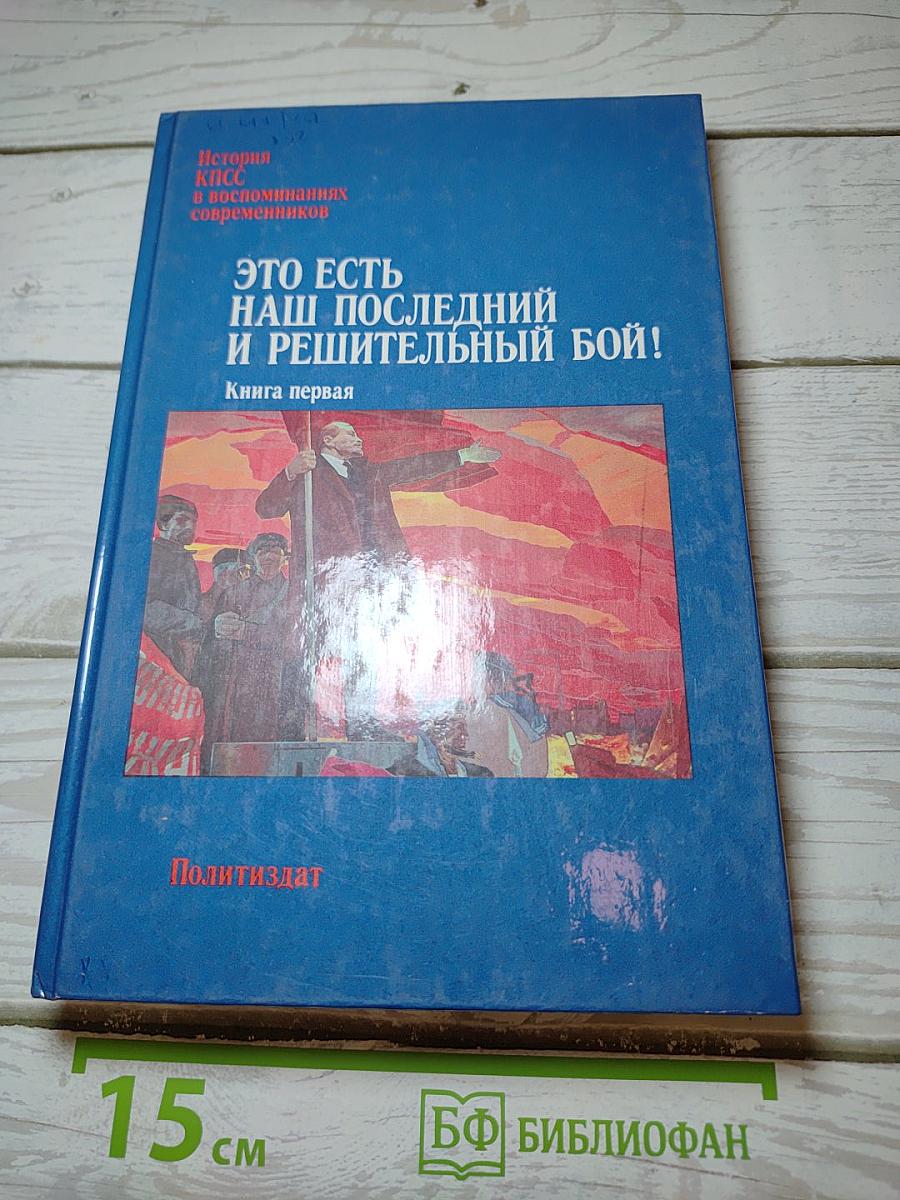 История
КПСС
в воспоминаниях
современников
ЭТО ЕСТЬ
НАШ ПОСЛЕДНИЙ
И РЕШИТЕЛЬНЫЙ БОЙ!
Книга первая
Политиздат
15 см
БФ БИБЛИОФАН